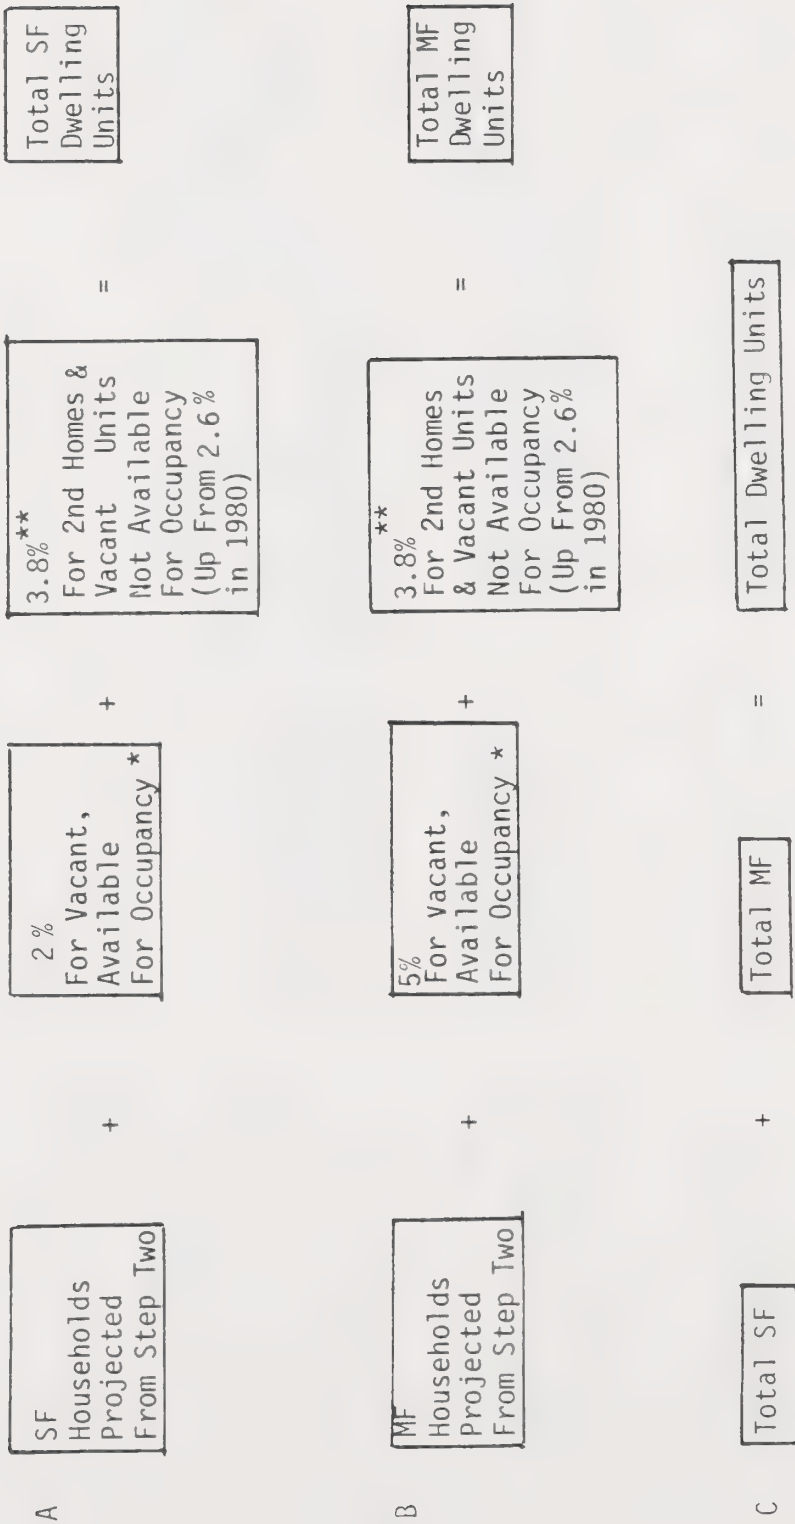 A
SF
Households
Projected
From Step Two
+
2%
For Vacant,
Available
For Occupancy *
+
3.8%**
For 2nd Homes &
Vacant Units
Not Available
For Occupancy
(Up From 2.6%
in 1980)
=
Total SF
Dwelling
Units
B
MF
Households
Projected
From Step Two
+
5%
For Vacant,
Available
For Occupancy *
+
**
3.8%
For 2nd Homes
& Vacant Units
Not Available
For Occupancy
(Up From 2.6%
in 1980)
=
Total MF
Dwelling
Units
C
Total SF
+
Total MF
=
Total Dwelling Units